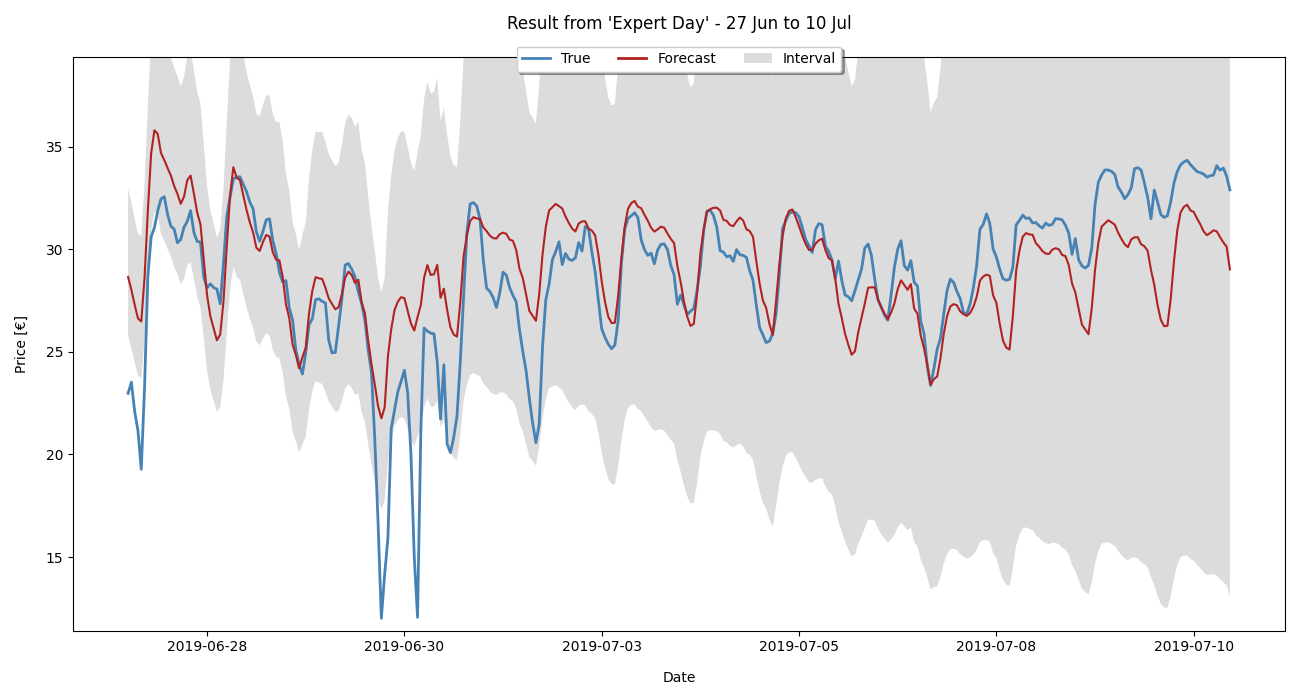 Result from 'Expert Day' - 27 Jun to 10 Jul
True Forecast Interval
Price [€]
35
30
25
20
15
2019-06-28 2019-06-30 2019-07-03 2019-07-05 2019-07-08 2019-07-10
Date